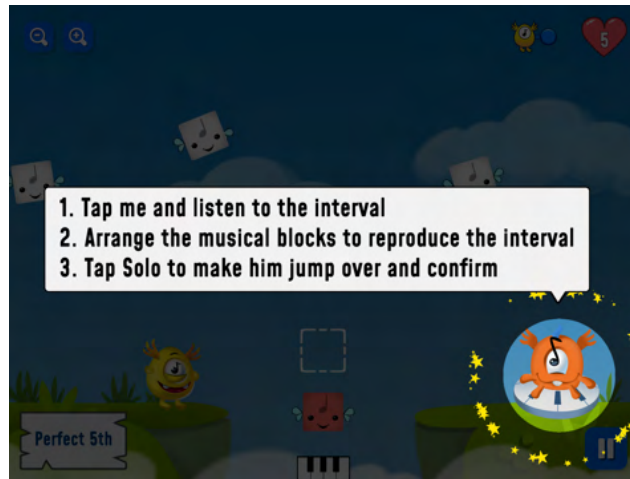 5
1. Tap me and listen to the interval
2. Arrange the musical blocks to reproduce the interval
3. Tap Solo to make him jump over and confirm
Perfect 5th